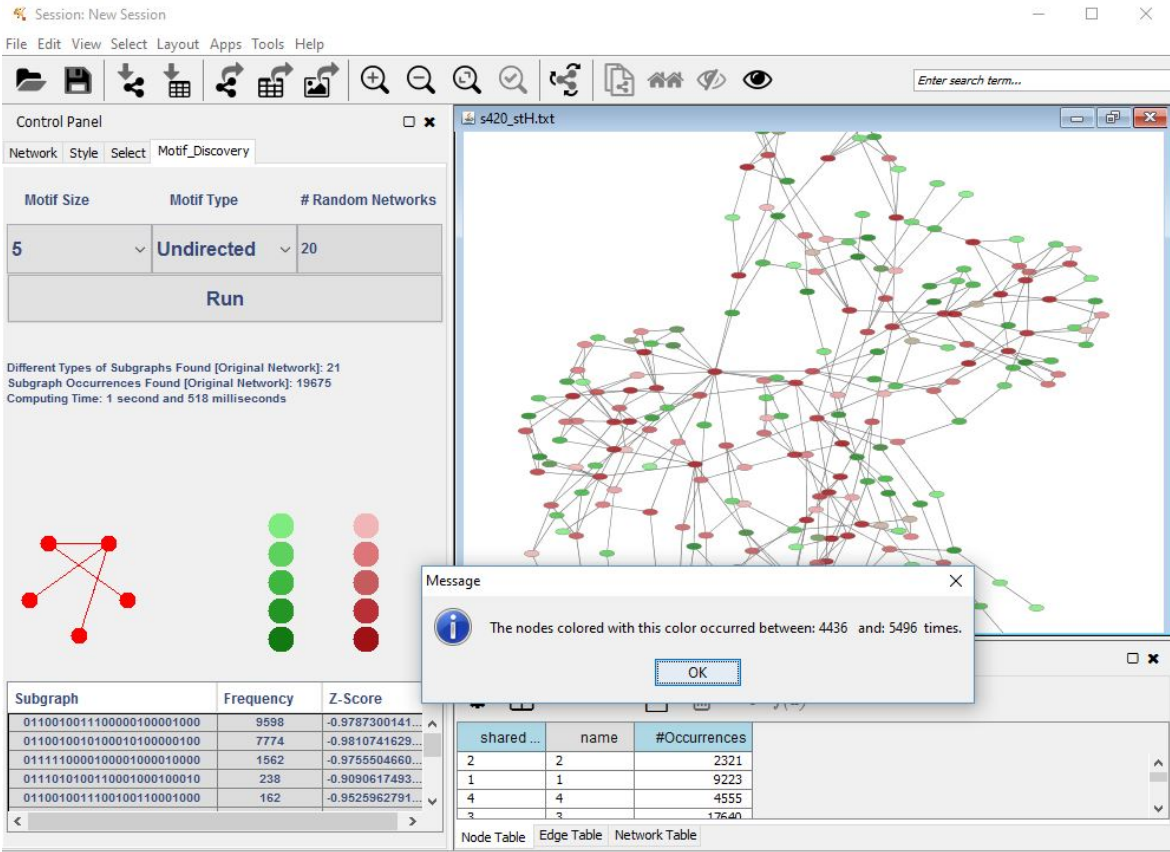 Session: New Session
File Edit View Select Layout Apps Tools Help
Enter search term...
Control Panel
Network Style Select Motif_Discovery
Motif Size Motif Type # Random Networks
5 Undirected 20
Run
Different Types of Subgraphs Found [Original Network]: 21
Subgraph Occurrences Found [Original Network]: 19675
Computing Time: 1 second and 518 milliseconds
Subgraph Frequency Z-Score
0110010011100000100001000 9598 -0.9787300141...
0110010010100010100000100 7774 -0.9810741629...
0111110000100001000010000 1562 -0.9755504660...
0111010100110001000100010 238 -0.9090617493...
0110010011100100110001000 162 -0.9525962791...
s420_stH.txt
Message
The nodes colored with this color occurred between: 4436 and: 5496 times.
OK
shared ... name #Occurrences
2 2 2321
1 1 9223
4 4 4555
3 3 17640
Node Table Edge Table Network Table